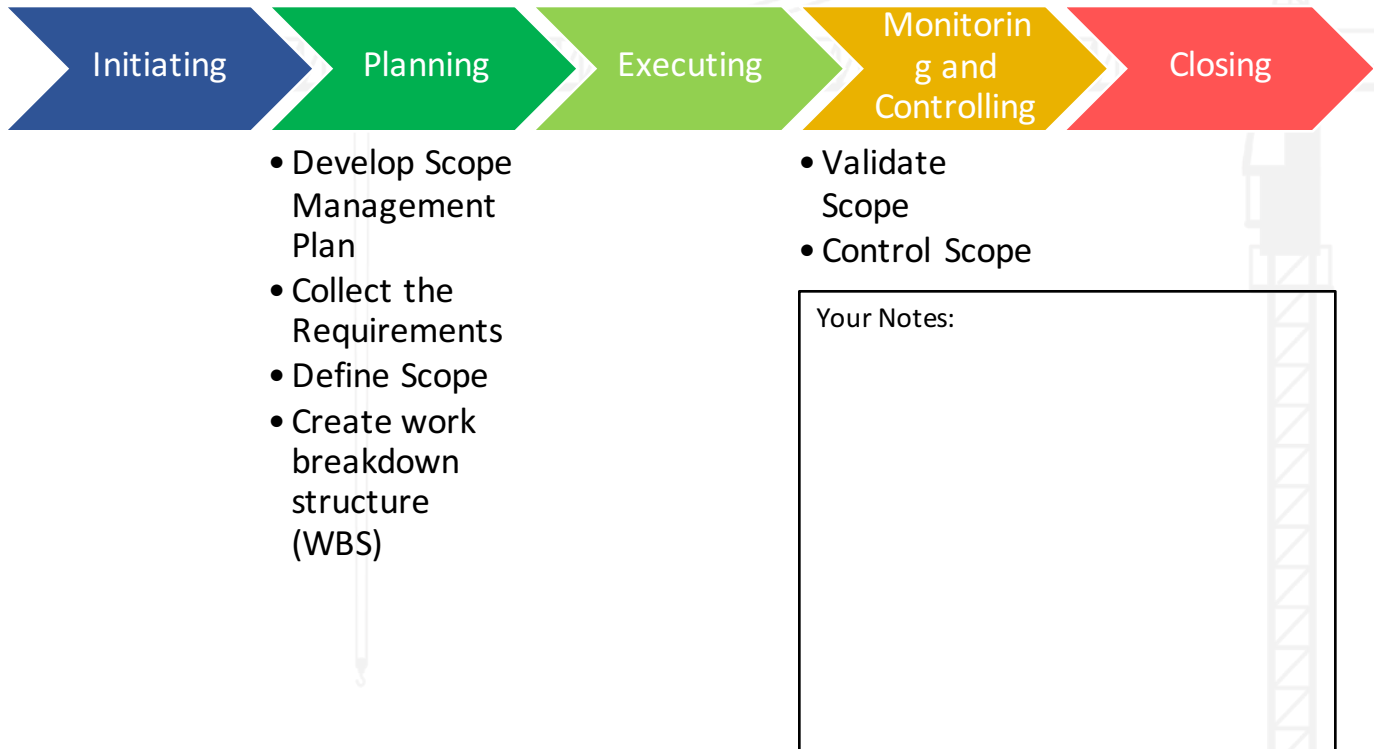 Initiating
Planning
Executing
Monitorin
g and
Controlling
Closing
• Develop Scope
Management
Plan
• Collect the
Requirements
• Define Scope
• Create work
breakdown
structure
(WBS)
• Validate
Scope
• Control Scope
Your Notes: